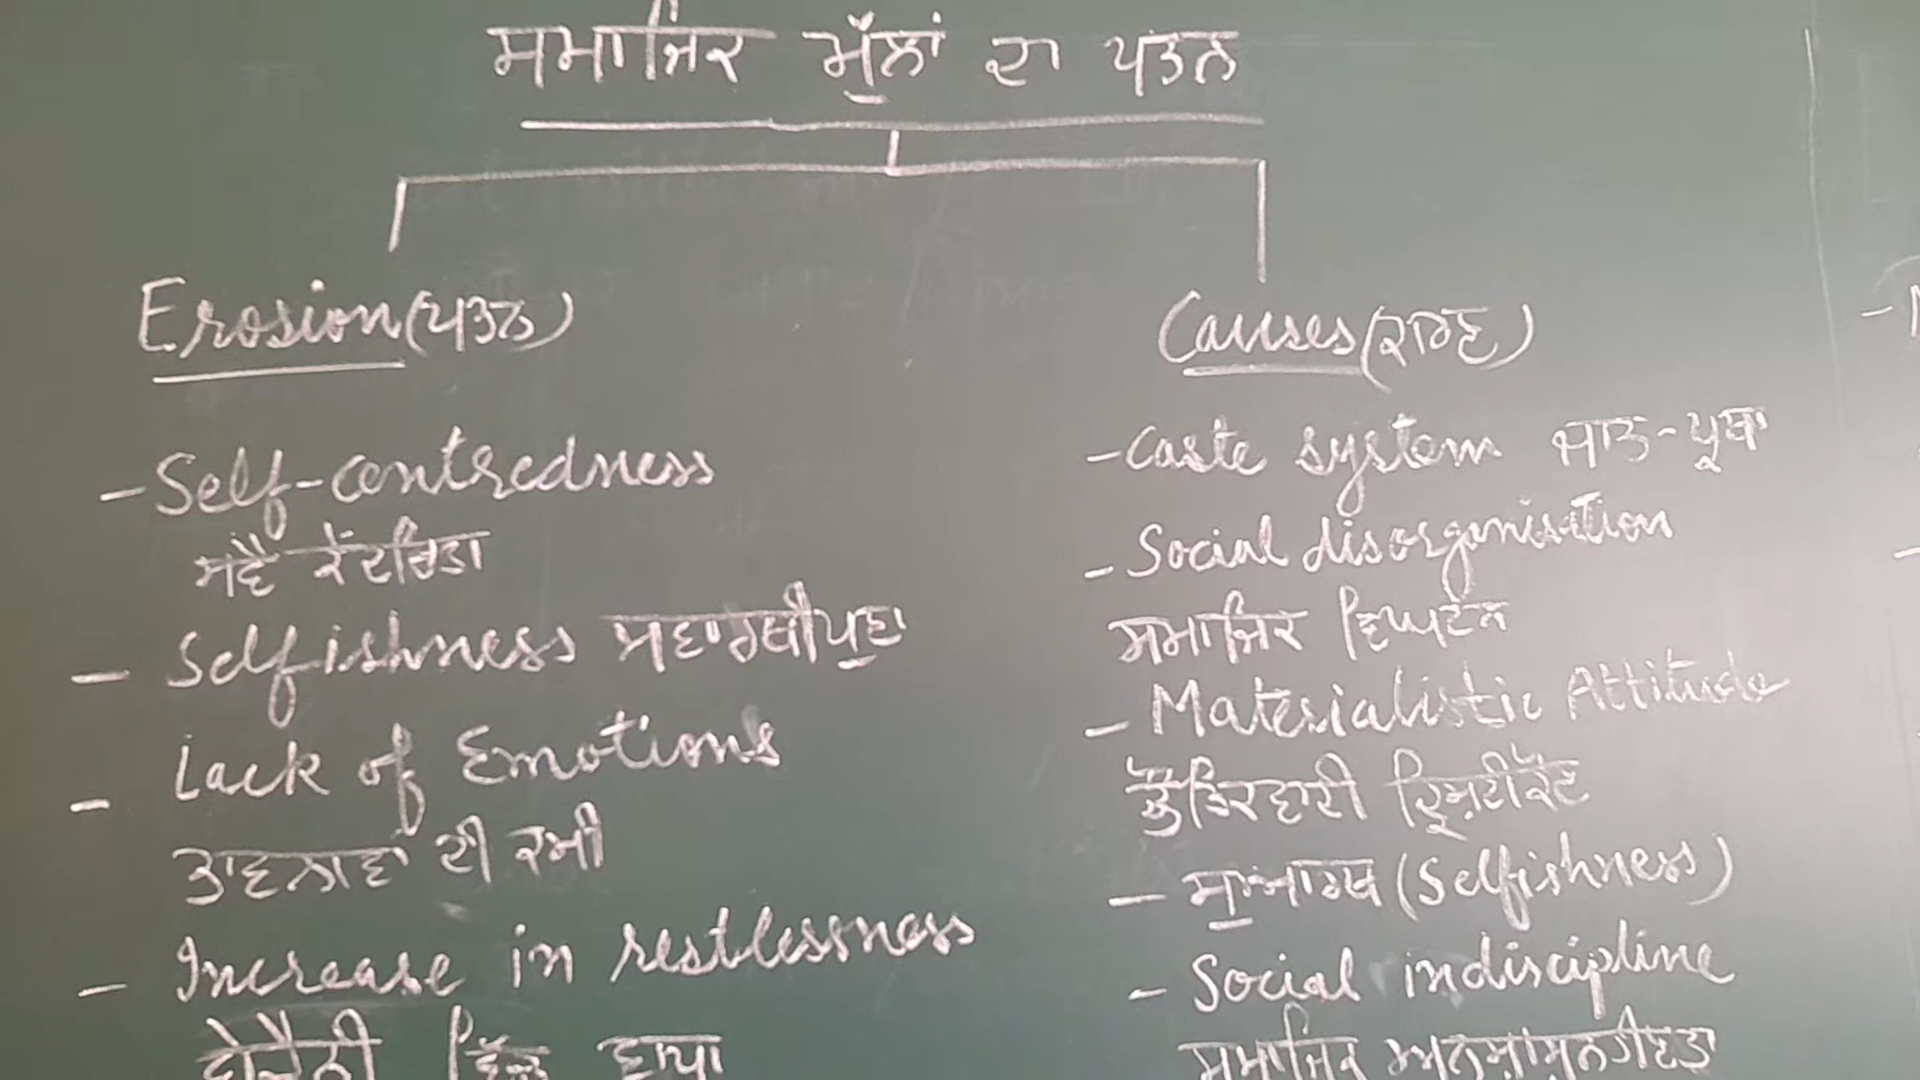 ਸਮਾਜਿਕ ਮੁੱਲਾਂ ਦਾ ਪਤਨ
Erosion (ਪਤਨ)
- Self-centredness
ਸਵੈ ਕੇਂਦਰਿਤਾ
- Selfishness ਸਵਾਰਥੀਪੁਣਾ
- Lack of Emotions
ਭਾਵਨਾਵਾਂ ਦੀ ਕਮੀ
- Increase in restlessness
ਬੇਚੈਨੀ ਵਿੱਚ ਵਾਧਾ
Causes (ਕਾਰਣ)
- Caste system ਜਾਤ-ਪ੍ਰਥਾ
- Social disorganisation
ਸਮਾਜਿਕ ਵਿਘਟਨ
- Materialistic Attitude
ਭੌਤਿਕਵਾਦੀ ਦ੍ਰਿਸ਼ਟੀਕੋਣ
- (Selfishness)
- Social indiscipline
ਸਮਾਜਿਕ